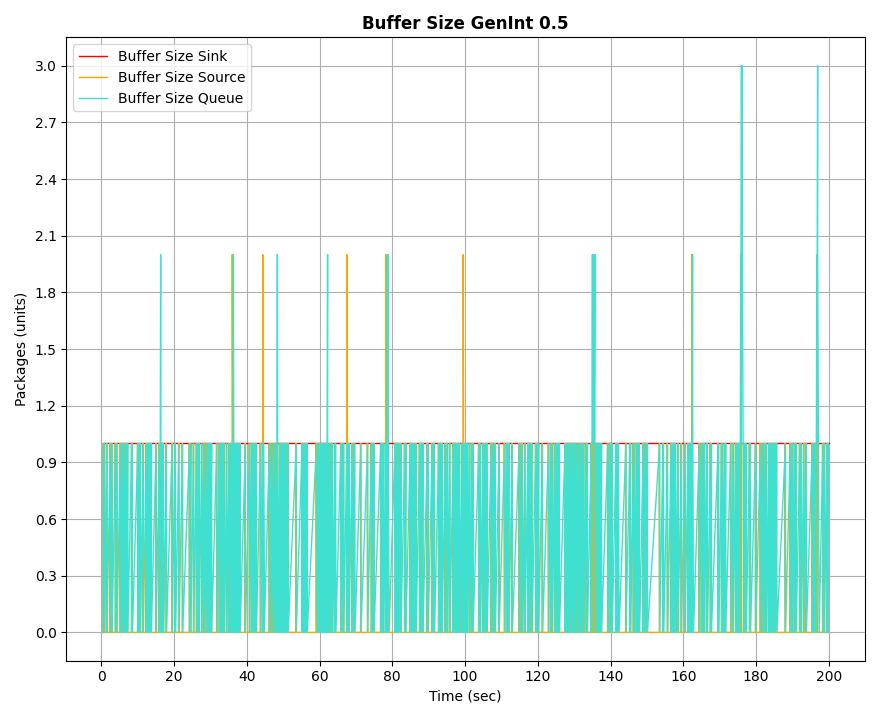 Buffer Size GenInt 0.5
Buffer Size Sink
Buffer Size Source
Buffer Size Queue
3.0
2.7
2.4
2.1
1.8
1.5
1.2
0.9
0.6
0.3
0.0
Packages (units)
0 20 40 60 80 100 120 140 160 180 200
Time (sec)